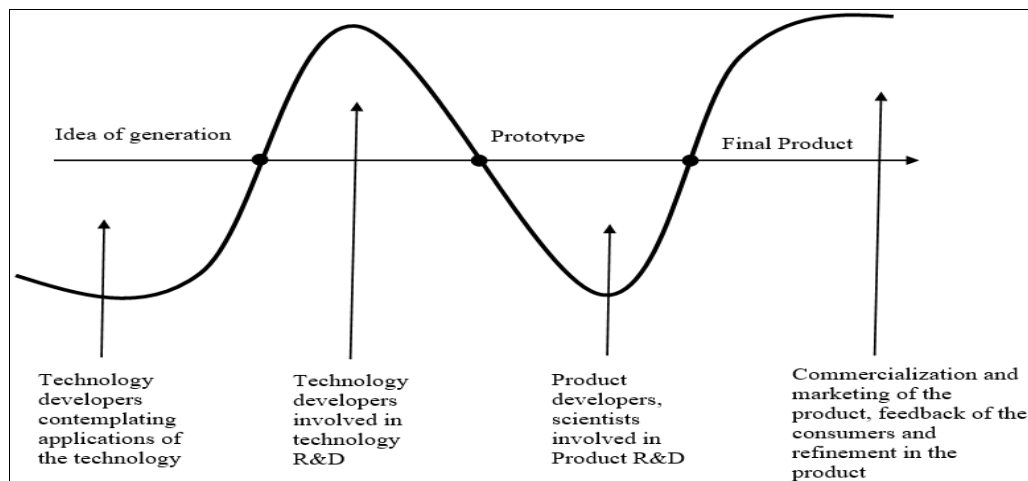 Idea of generation
Prototype
Final Product
Technology
developers
contemplating
applications of
the technology
Technology
developers
involved in
technology
R&D
Product
developers,
scientists
involved in
Product R&D
Commercialization and
marketing of the
product, feedback of the
consumers and
refinement in the
product